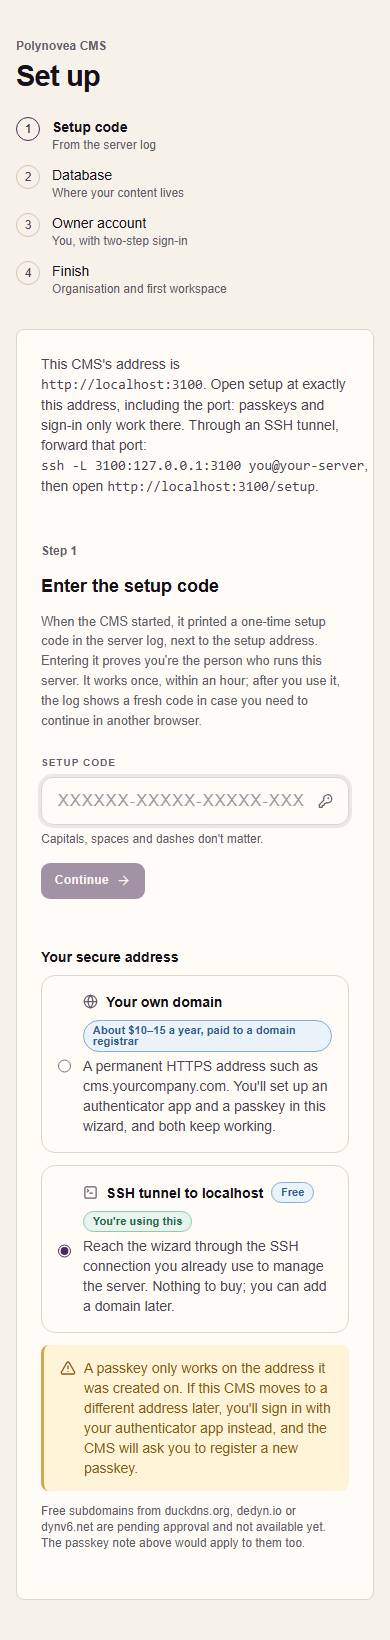 Polynovea CMS
Set up
1 Setup code
From the server log
2 Database
Where your content lives
3 Owner account
You, with two-step sign-in
4 Finish
Organisation and first workspace
This CMS's address is
http://localhost:3100. Open setup at exactly
this address, including the port: passkeys and
sign-in only work there. Through an SSH tunnel,
forward that port:
ssh -L 3100:127.0.0.1:3100 you@your-server,
then open http://localhost:3100/setup.
Step 1
Enter the setup code
When the CMS started, it printed a one-time setup
code in the server log, next to the setup address.
Entering it proves you're the person who runs this
server. It works once, within an hour; after you use it,
the log shows a fresh code in case you need to
continue in another browser.
SETUP CODE
XXXXXX-XXXXX-XXXXX-XXX
Capitals, spaces and dashes don't matter.
Continue →
Your secure address
Your own domain
About $10–15 a year, paid to a domain
registrar
A permanent HTTPS address such as
cms.yourcompany.com. You'll set up an
authenticator app and a passkey in this
wizard, and both keep working.
SSH tunnel to localhost Free
You're using this
Reach the wizard through the SSH
connection you already use to manage
the server. Nothing to buy; you can add
a domain later.
A passkey only works on the address it
was created on. If this CMS moves to a
different address later, you'll sign in with
your authenticator app instead, and the
CMS will ask you to register a new
passkey.
Free subdomains from duckdns.org, dedyn.io or
dynv6.net are pending approval and not available yet.
The passkey note above would apply to them too.